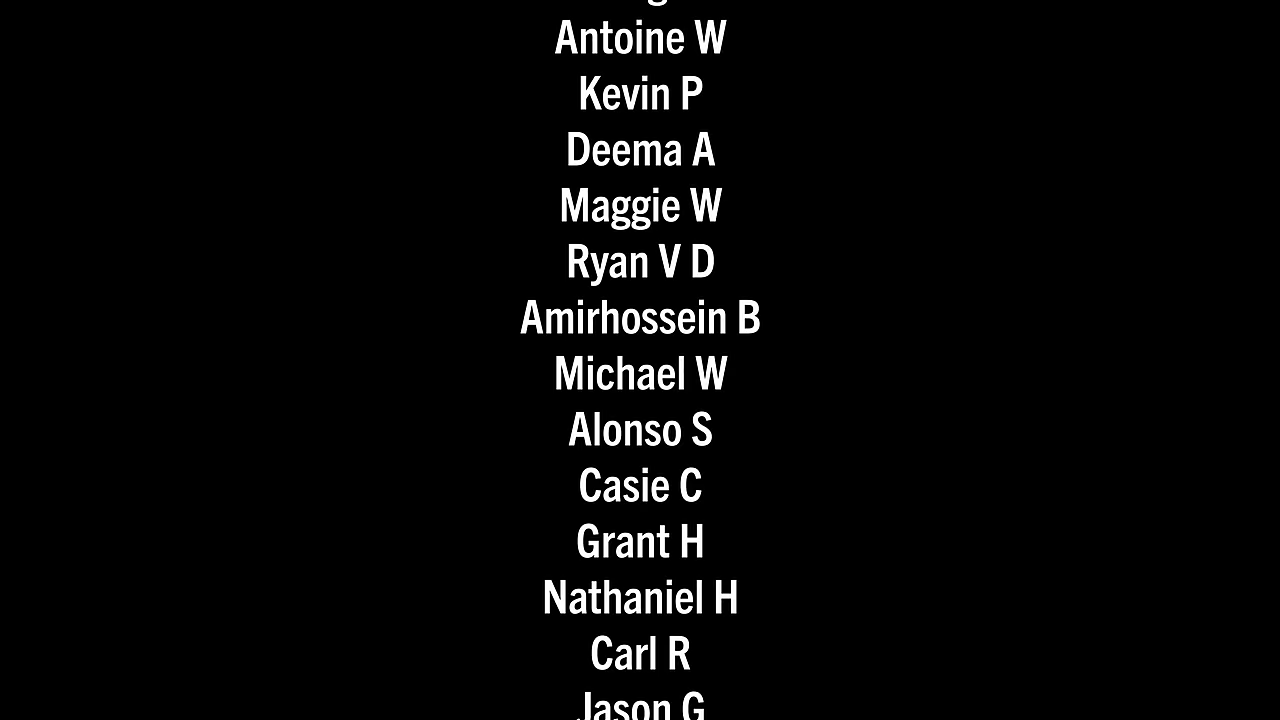 Antoine W
Kevin P
Deema A
Maggie W
Ryan V D
Amirhossein B
Michael W
Alonso S
Casie C
Grant H
Nathaniel H
Carl R
Jason G